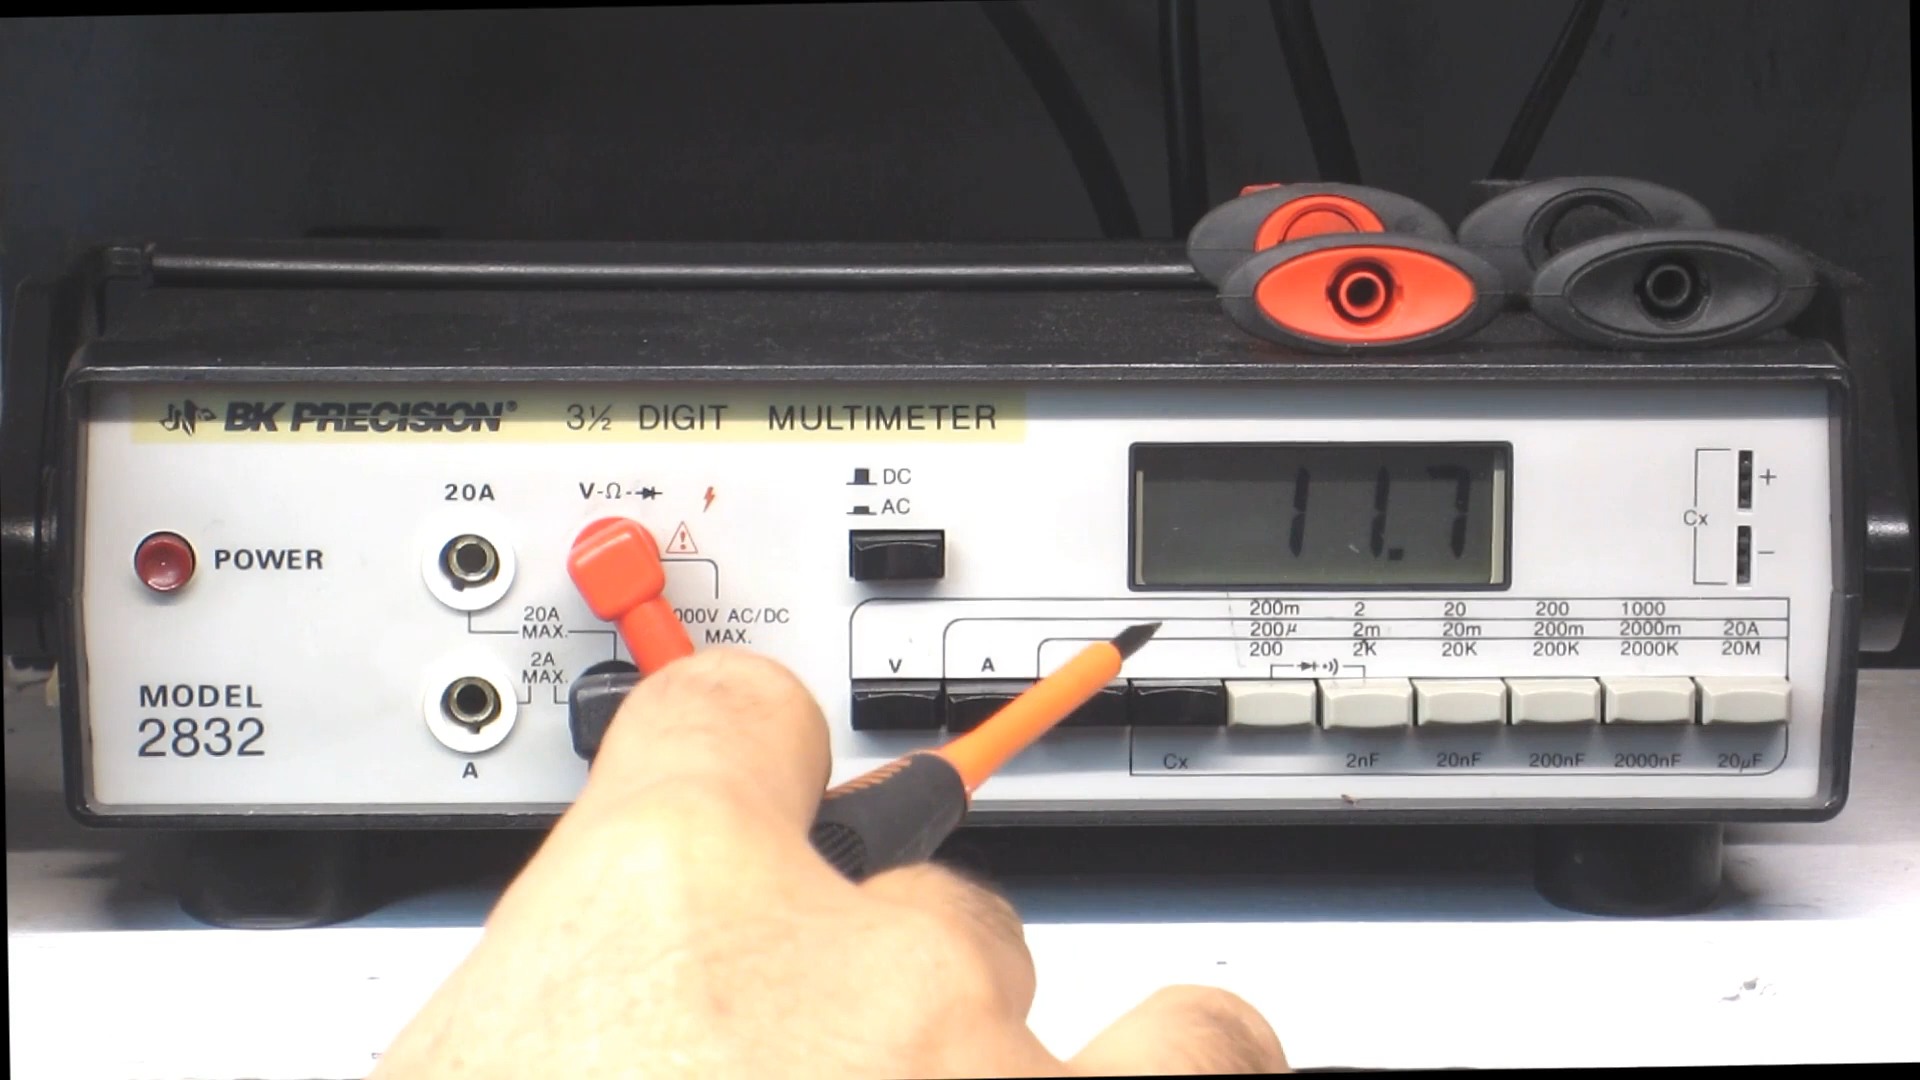 BK PRECISION® 3½ DIGIT MULTIMETER
POWER
MODEL
2832
20A
V-Ω-
20A
MAX.
2A
MAX.
A
000V AC/DC
MAX.
DC
AC
11.7
Cx
+
−
200m 2 20 200 1000
200μ 2m 20m 200m 2000m 20A
200 2K 20K 200K 2000K 20M
V A
Cx 2nF 20nF 200nF 2000nF 20μF